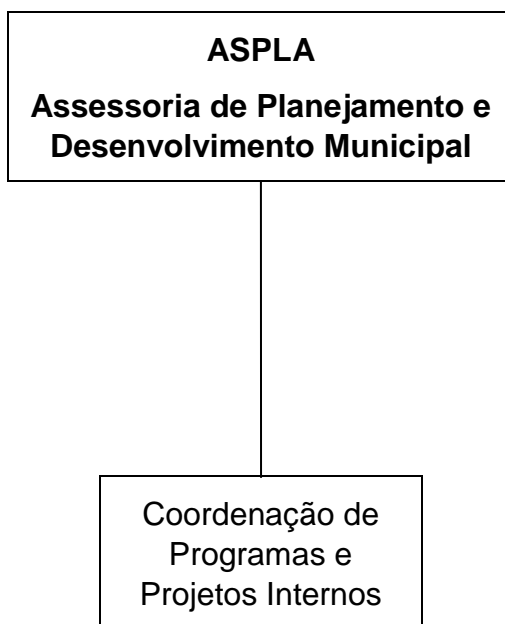 ASPLA
Assessoria de Planejamento e
Desenvolvimento Municipal
Coordenação de
Programas e
Projetos Internos